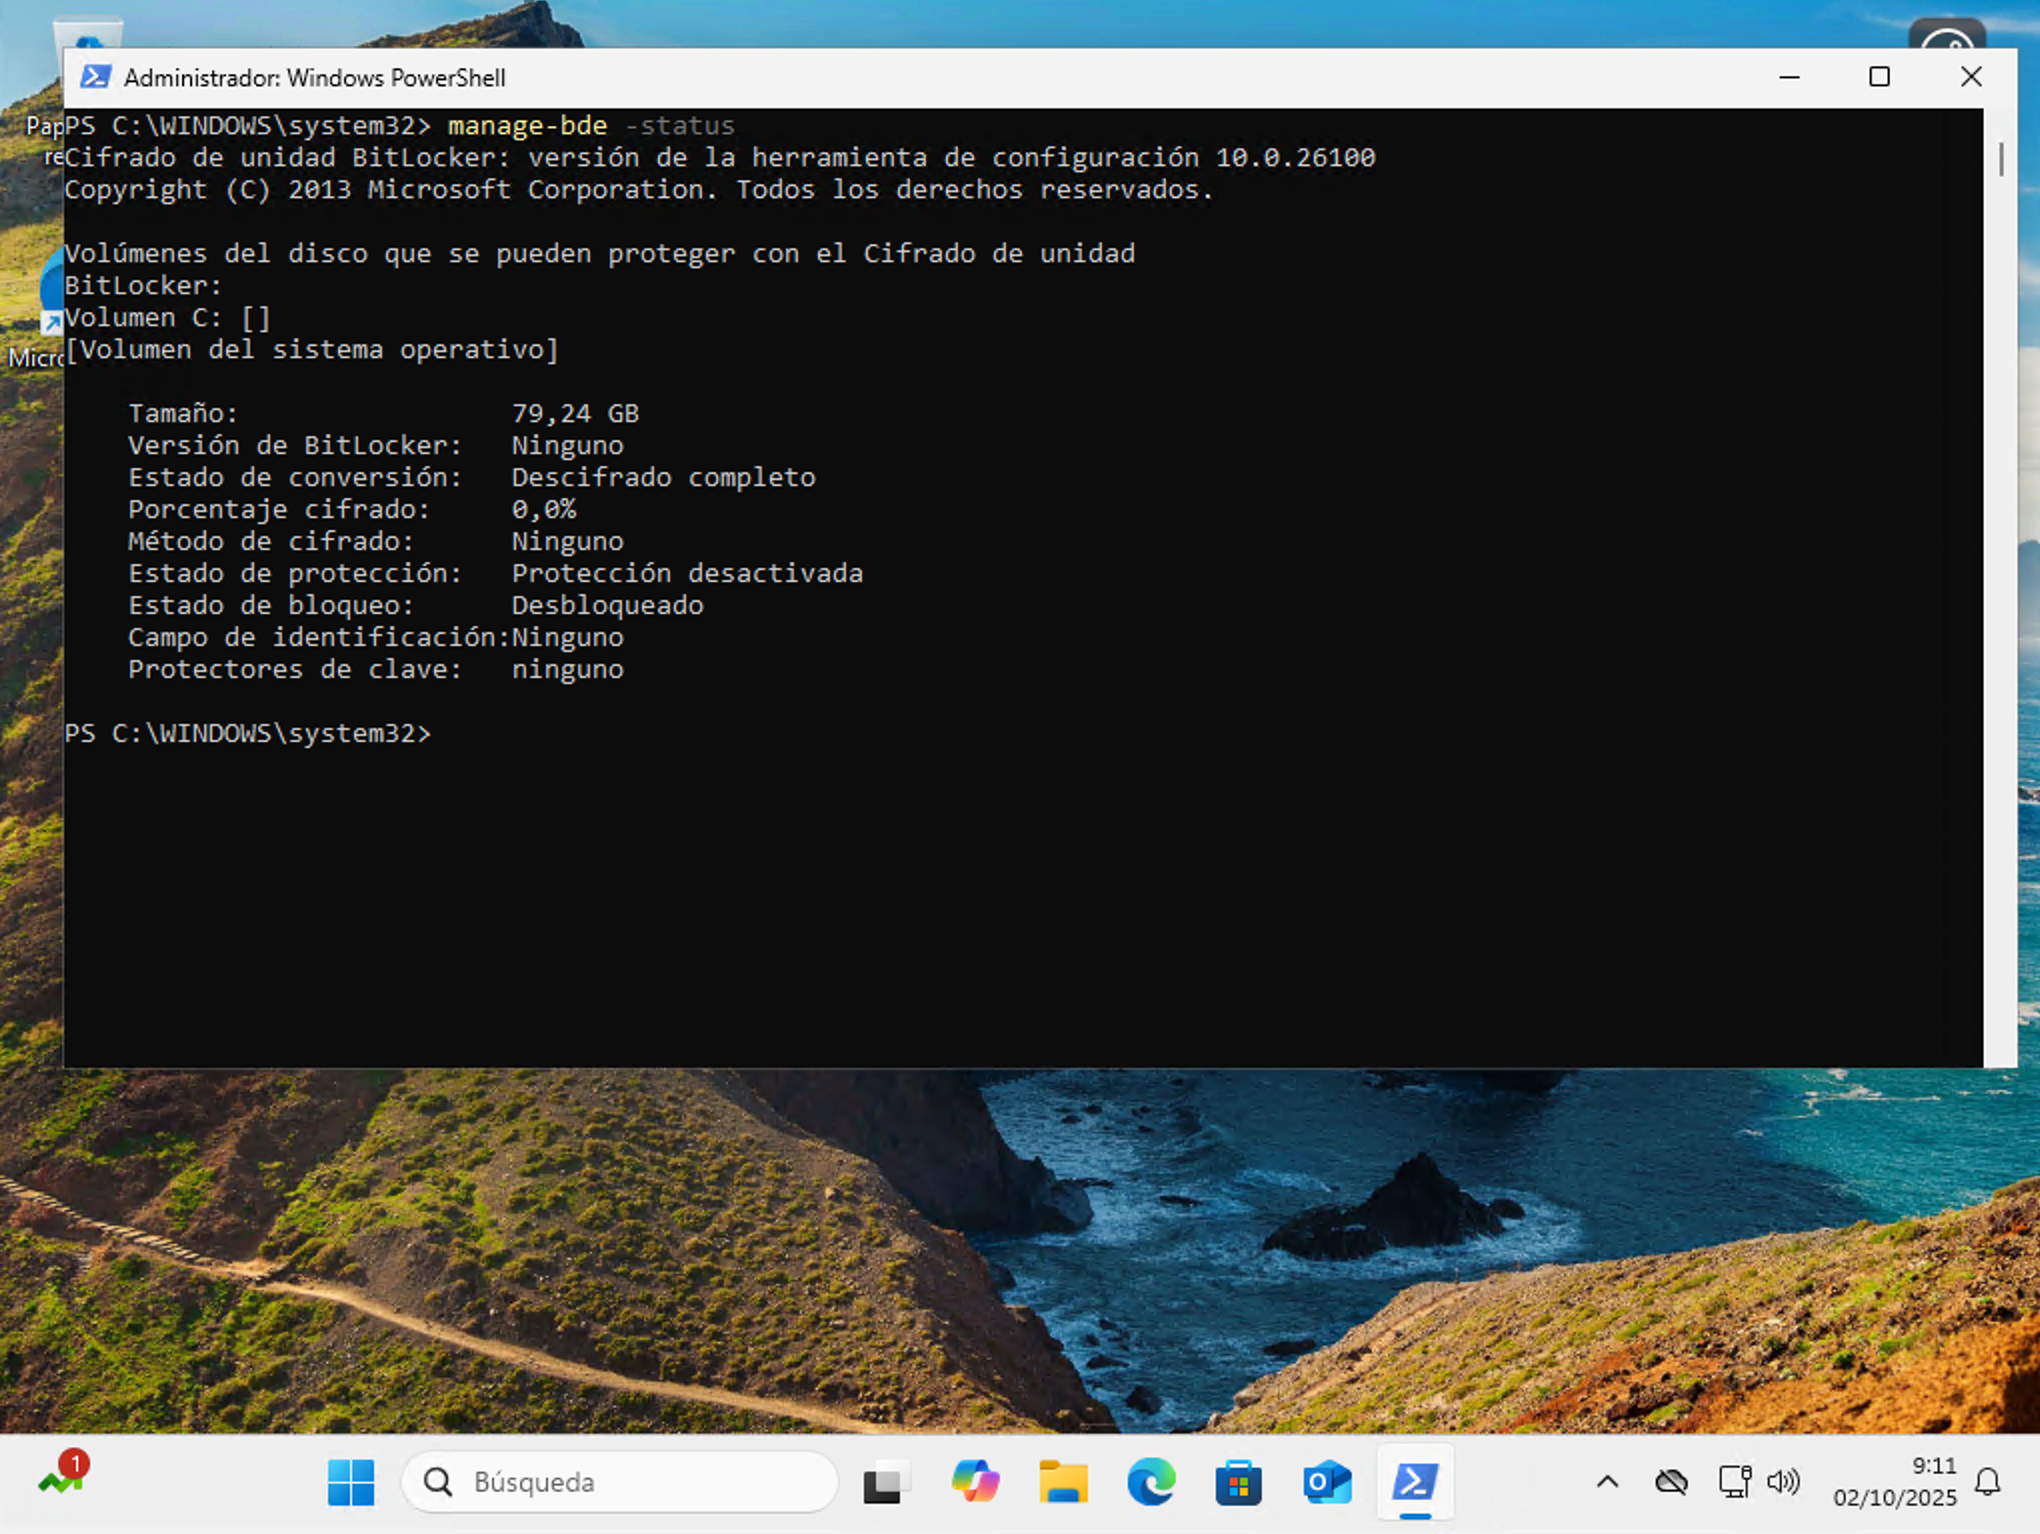 Administrador: Windows PowerShell
PS C:\WINDOWS\system32> manage-bde -status
Cifrado de unidad BitLocker: versión de la herramienta de configuración 10.0.26100
Copyright (C) 2013 Microsoft Corporation. Todos los derechos reservados.
Volúmenes del disco que se pueden proteger con el Cifrado de unidad
BitLocker:
Volumen C: []
[Volumen del sistema operativo]
Tamaño: 79,24 GB
Versión de BitLocker: Ninguno
Estado de conversión: Descifrado completo
Porcentaje cifrado: 0,0%
Método de cifrado: Ninguno
Estado de protección: Protección desactivada
Estado de bloqueo: Desbloqueado
Campo de identificación:Ninguno
Protectores de clave: ninguno
PS C:\WINDOWS\system32>
Pap
re
Micro
1
Búsqueda
9:11
02/10/2025